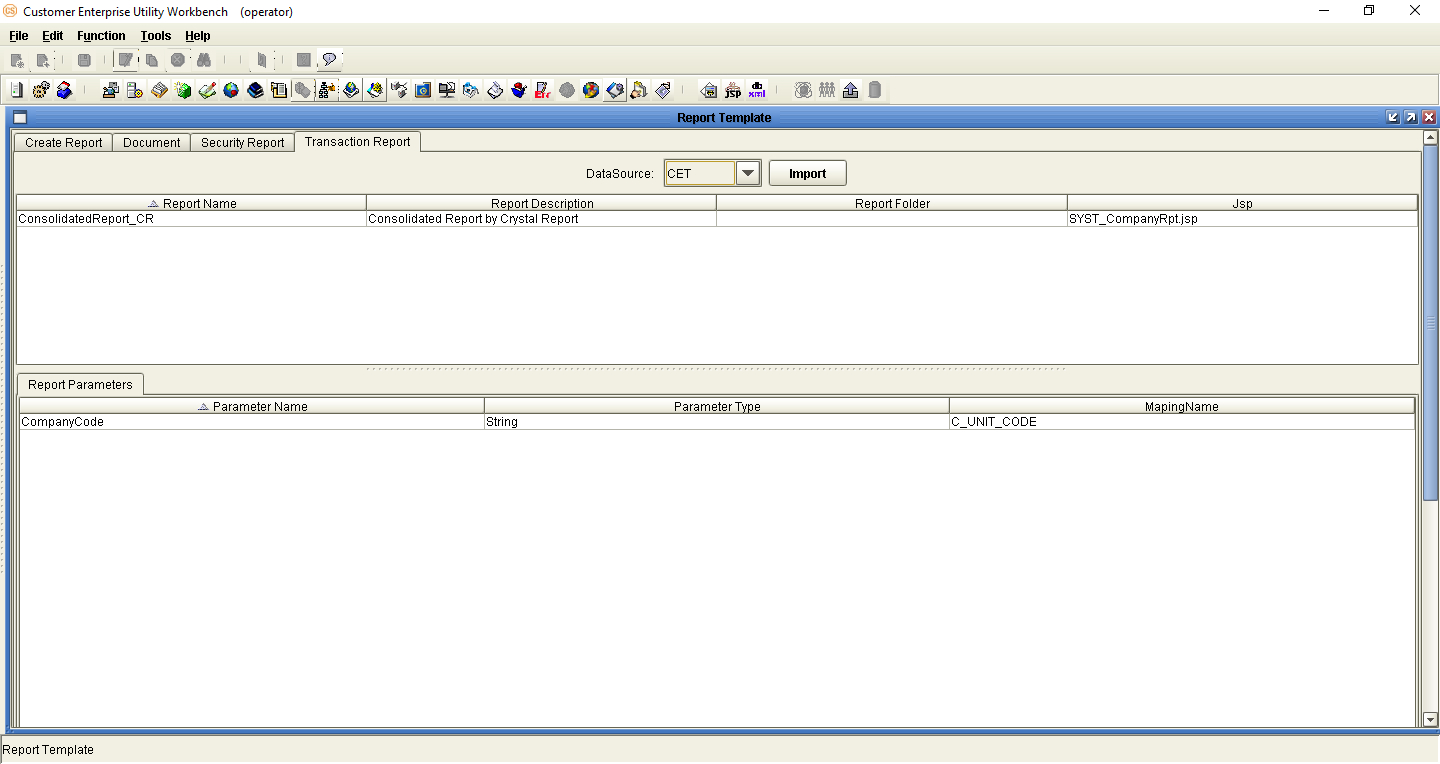 CS Customer Enterprise Utility Workbench (operator)
File Edit Function Tools Help
jsp xml
Report Template
Create Report Document Security Report Transaction Report
DataSource: CET Import
Report Name Report Description Report Folder Jsp
ConsolidatedReport_CR Consolidated Report by Crystal Report SYST_CompanyRpt.jsp
Report Parameters
Parameter Name Parameter Type MapingName
CompanyCode String C_UNIT_CODE
Report Template